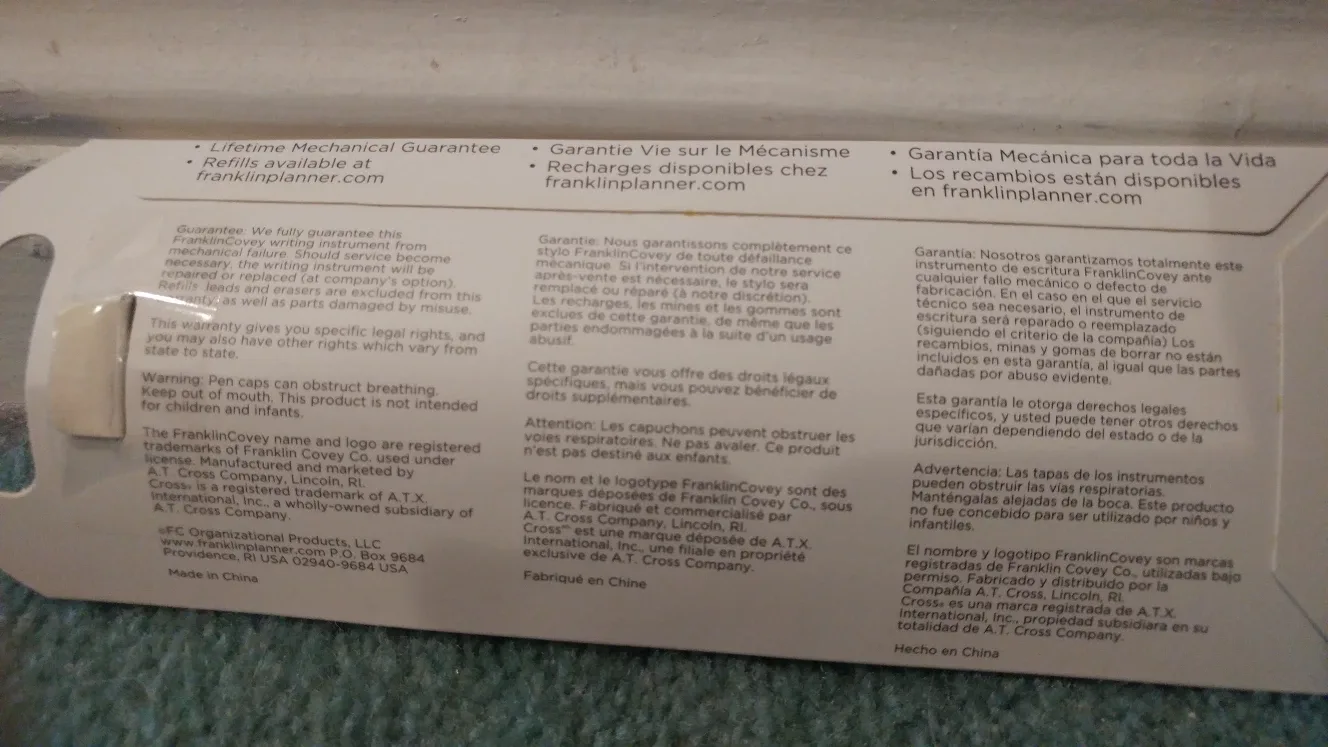 • Lifetime Mechanical Guarantee
• Refills available at
franklinplanner.com
Guarantee: We fully guarantee this
FranklinCovey writing instrument from
mechanical failure. Should service become
necessary, the writing instrument will be
repaired or replaced (at company's option).
Refills, leads and erasers are excluded from this
warranty, as well as parts damaged by misuse.
This warranty gives you specific legal rights, and
you may also have other rights which vary from
state to state.
Warning: Pen caps can obstruct breathing.
Keep out of mouth. This product is not intended
for children and infants.
The FranklinCovey name and logo are registered
trademarks of Franklin Covey Co. used under
license. Manufactured and marketed by
A.T. Cross Company, Lincoln, RI.
Cross® is a registered trademark of A.T.X.
International, Inc., a wholly-owned subsidiary of
A.T. Cross Company.
©FC Organizational Products, LLC
www.franklinplanner.com P.O. Box 9684
Providence, RI USA 02940-9684 USA
Made in China
• Garantie Vie sur le Mécanisme
• Recharges disponibles chez
franklinplanner.com
Garantie: Nous garantissons complètement ce
stylo FranklinCovey de toute défaillance
mécanique. Si l'intervention de notre service
après-vente est nécessaire, le stylo sera
remplacé ou réparé (à notre discrétion).
Les recharges, les mines et les gommes sont
exclues de cette garantie, de même que les
parties endommagées à la suite d'un usage
abusif.
Cette garantie vous offre des droits légaux
spécifiques, mais vous pouvez bénéficier de
droits supplémentaires.
Attention: Les capuchons peuvent obstruer les
voies respiratoires. Ne pas avaler. Ce produit
n'est pas destiné aux enfants.
Le nom et le logotype FranklinCovey sont des
marques déposées de Franklin Covey Co., sous
licence. Fabriqué et commercialisé par
A.T. Cross Company, Lincoln, RI.
Cross᠎ᴹᶜ est une marque déposée de A.T.X.
International, Inc., une filiale en propriété
exclusive de A.T. Cross Company.
Fabriqué en Chine
• Garantía Mecánica para toda la Vida
• Los recambios están disponibles
en franklinplanner.com
Garantía: Nosotros garantizamos totalmente este
instrumento de escritura FranklinCovey ante
cualquier fallo mecánico o defecto de
fabricación. En el caso en el que el servicio
técnico sea necesario, el instrumento de
escritura será reparado o reemplazado
(siguiendo el criterio de la compañía) Los
recambios, minas y gomas de borrar no están
incluidos en esta garantía, al igual que las partes
dañadas por abuso evidente.
Esta garantía le otorga derechos legales
específicos, y usted puede tener otros derechos
que varían dependiendo del estado o de la
jurisdicción.
Advertencia: Las tapas de los instrumentos
pueden obstruir las vías respiratorias.
Manténgalas alejadas de la boca. Este producto
no fue concebido para ser utilizado por niños y
infantiles.
El nombre y logotipo FranklinCovey son marcas
registradas de Franklin Covey Co., utilizadas bajo
permiso. Fabricado y distribuido por la
Compañía A.T. Cross, Lincoln, RI.
Cross® es una marca registrada de A.T.X.
International, Inc., propiedad subsidiara en su
totalidad de A.T. Cross Company.
Hecho en China